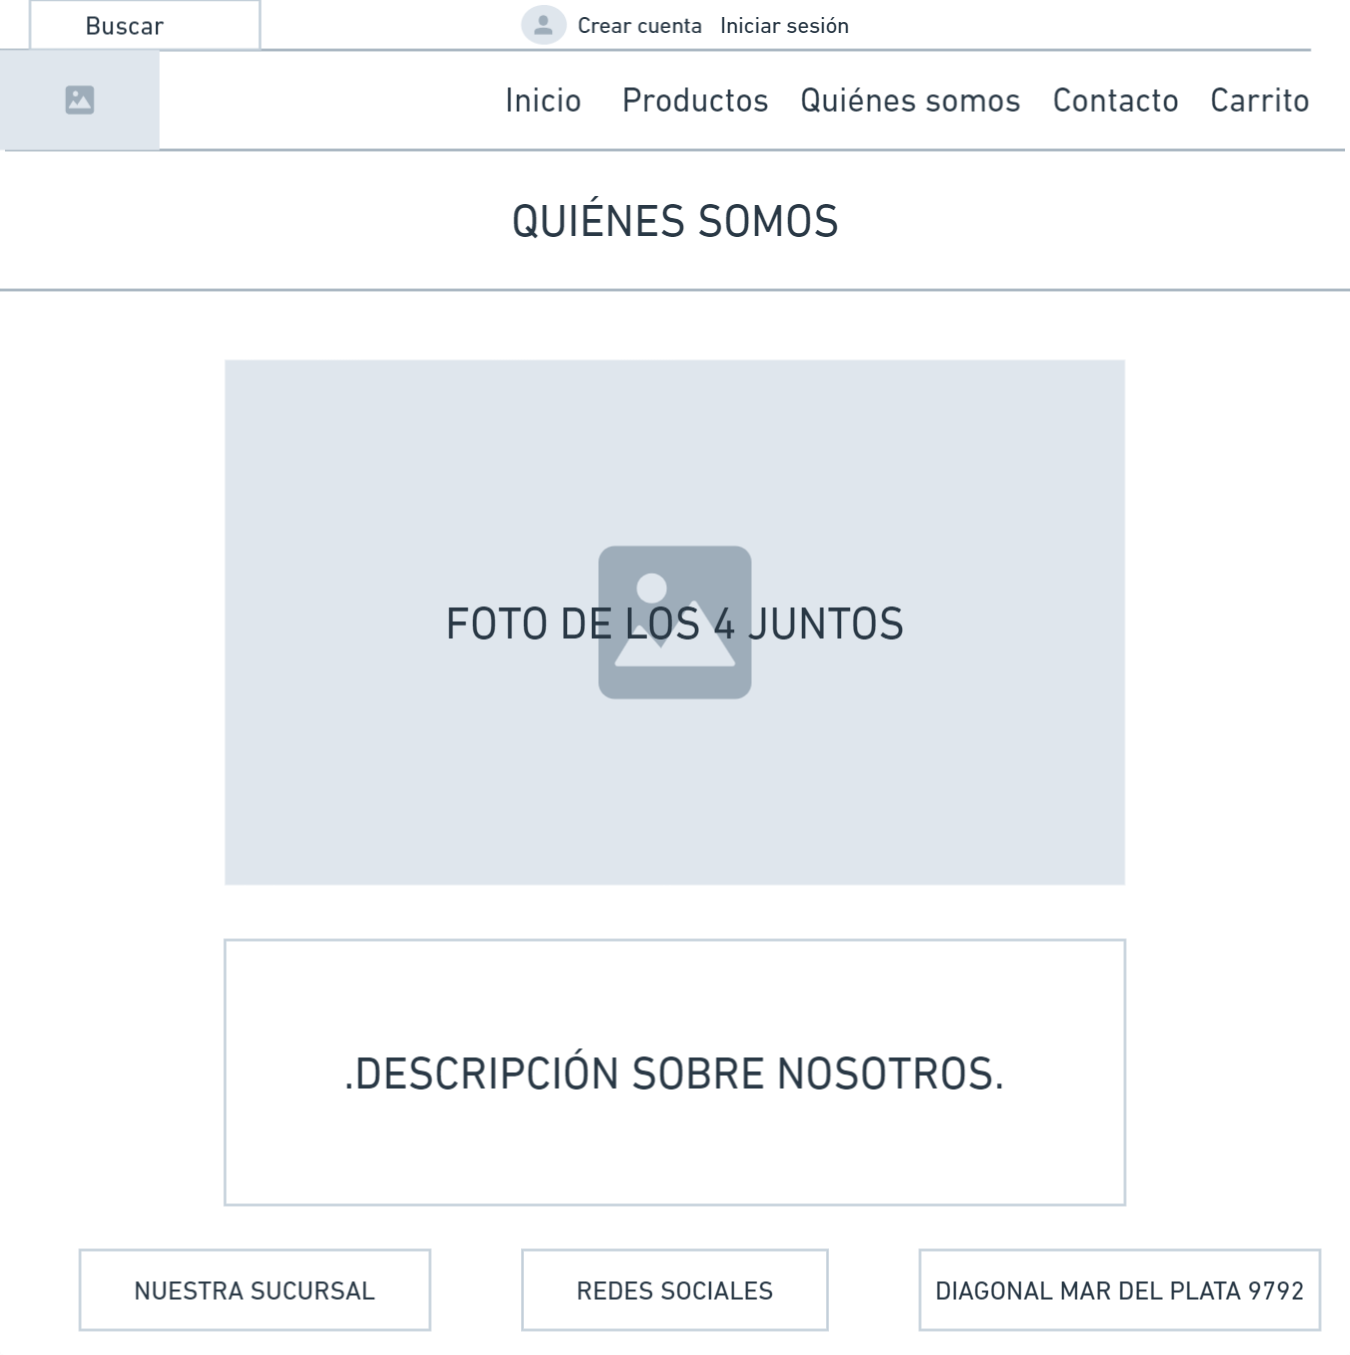 Buscar
Crear cuenta Iniciar sesión
Inicio Productos Quiénes somos Contacto Carrito
QUIÉNES SOMOS
FOTO DE LOS 4 JUNTOS
.DESCRIPCIÓN SOBRE NOSOTROS.
NUESTRA SUCURSAL
REDES SOCIALES
DIAGONAL MAR DEL PLATA 9792